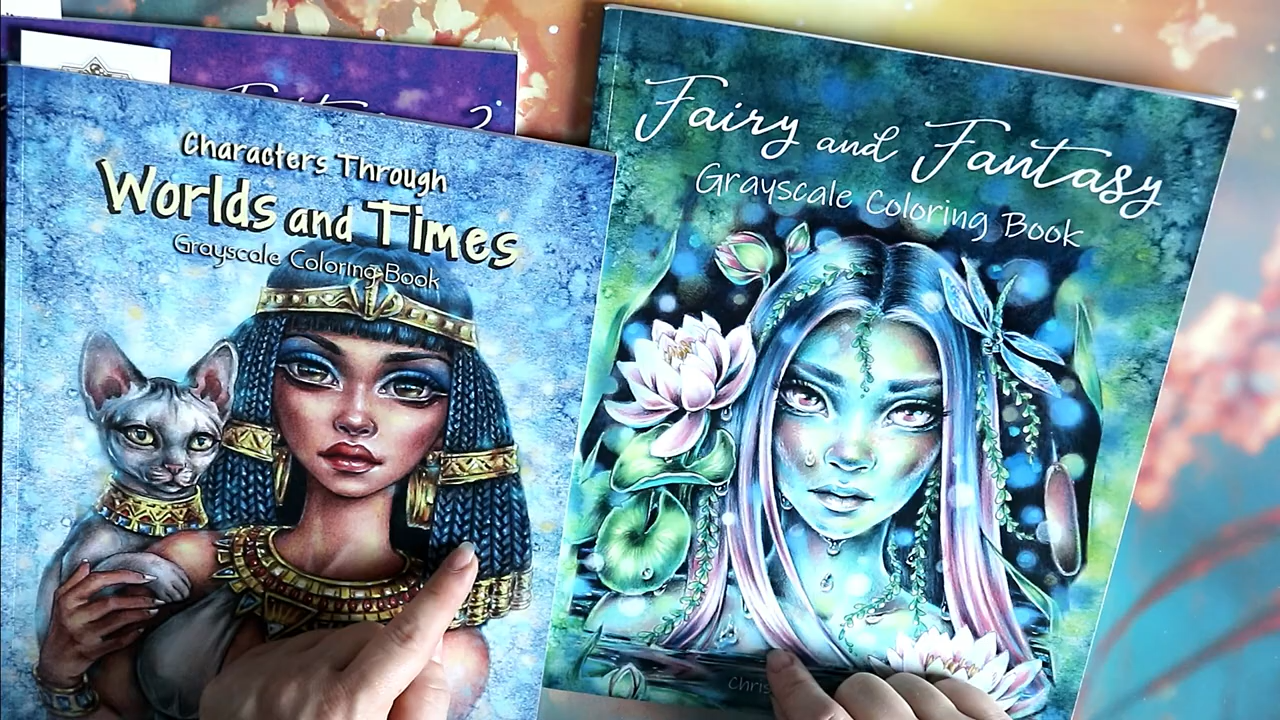 Characters Through
Worlds and Times
Grayscale Coloring Book
Fairy and Fantasy
Grayscale Coloring Book